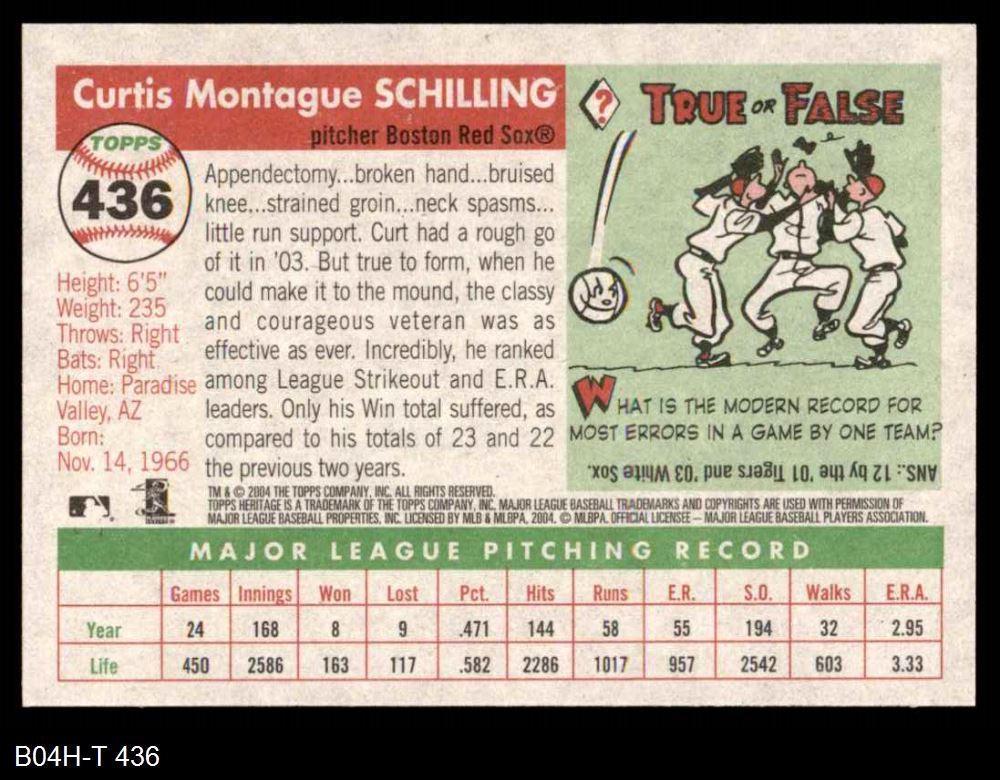 Curtis Montague SCHILLING
pitcher Boston Red Sox®
TOPPS
436
Height: 6'5"
Weight: 235
Throws: Right
Bats: Right
Home: Paradise
Valley, AZ
Born:
Nov. 14, 1966
Appendectomy...broken hand...bruised
knee...strained groin...neck spasms...
little run support. Curt had a rough go
of it in '03. But true to form, when he
could make it to the mound, the classy
and courageous veteran was as
effective as ever. Incredibly, he ranked
among League Strikeout and E.R.A.
leaders. Only his Win total suffered, as
compared to his totals of 23 and 22
the previous two years.
? TRUE OR FALSE
WHAT IS THE MODERN RECORD FOR
MOST ERRORS IN A GAME BY ONE TEAM?
ANS.: 12 by the '01 Tigers and '03 White Sox.
TM & © 2004 THE TOPPS COMPANY, INC. ALL RIGHTS RESERVED.
TOPPS HERITAGE IS A TRADEMARK OF THE TOPPS COMPANY, INC. MAJOR LEAGUE BASEBALL TRADEMARKS AND COPYRIGHTS ARE USED WITH PERMISSION OF
MAJOR LEAGUE BASEBALL PROPERTIES, INC. LICENSED BY MLB & MLBPA, 2004. © MLBPA. OFFICIAL LICENSEE – MAJOR LEAGUE BASEBALL PLAYERS ASSOCIATION.
MAJOR LEAGUE PITCHING RECORD
Games Innings Won Lost Pct. Hits Runs E.R. S.O. Walks E.R.A.
Year 24 168 8 9 .471 144 58 55 194 32 2.95
Life 450 2586 163 117 .582 2286 1017 957 2542 603 3.33
B04H-T 436